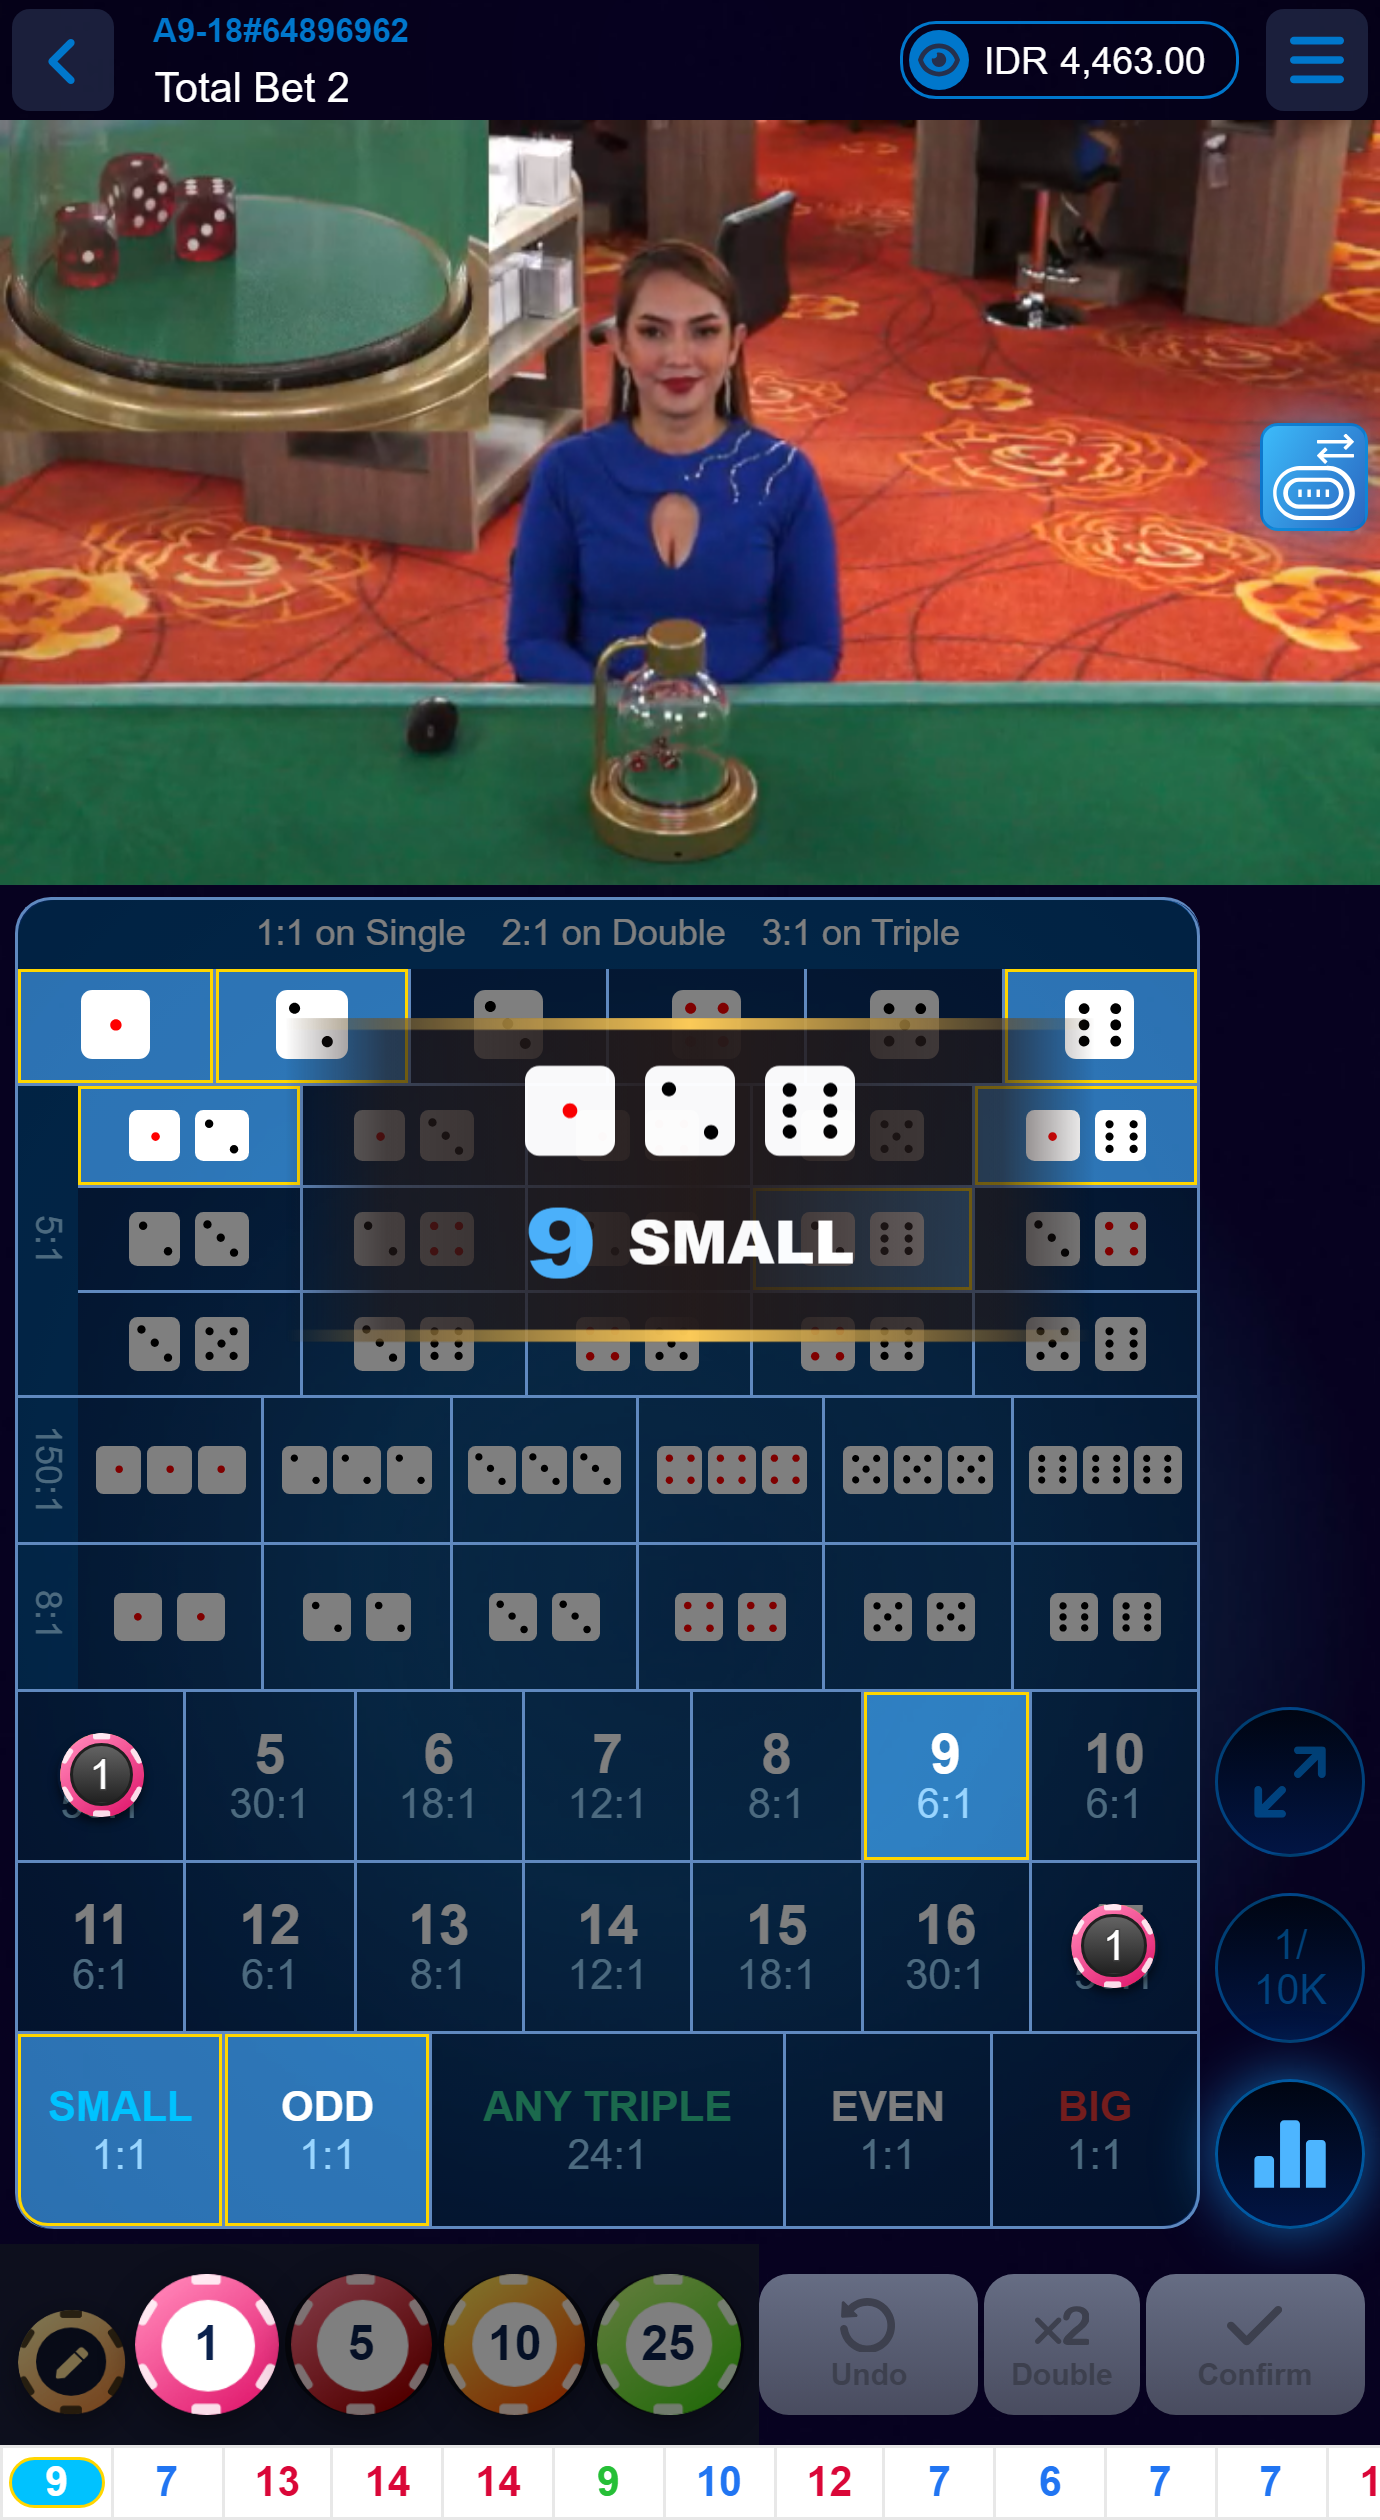 A9-18#64896962
Total Bet 2
IDR 4,463.00
1:1 on Single 2:1 on Double 3:1 on Triple
9 SMALL
5:1
150:1
8:1
1
5 6 7 8 9 10
30:1 18:1 12:1 8:1 6:1 6:1
11 12 13 14 15 16
1
6:1 6:1 8:1 12:1 18:1 30:1
1/
10K
SMALL ODD ANY TRIPLE EVEN BIG
1:1 1:1 24:1 1:1 1:1
1 5 10 25
x2
Undo Double Confirm
9 7 13 14 14 9 10 12 7 6 7 7